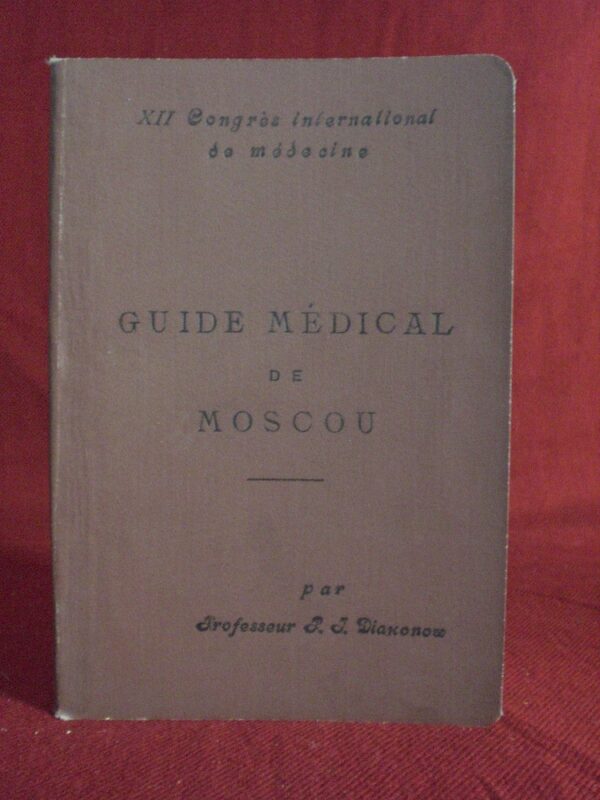 XII Congrès international
de médecine
GUIDE MÉDICAL
DE
MOSCOU
par
Professeur P. J. Diakonow